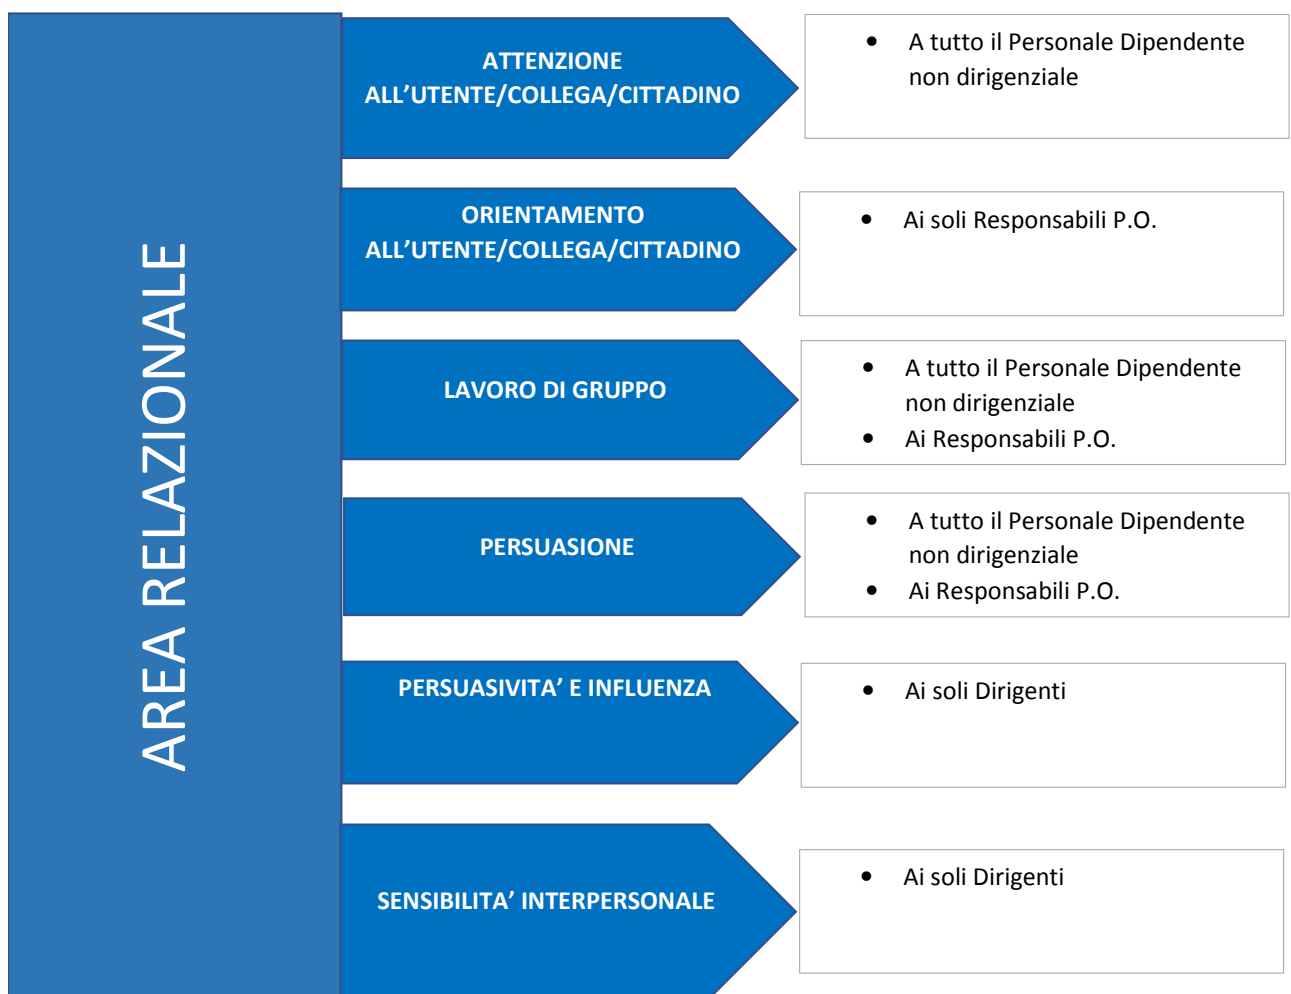 AREA RELAZIONALE
ATTENZIONE
ALL’UTENTE/COLLEGA/CITTADINO
• A tutto il Personale Dipendente
non dirigenziale
ORIENTAMENTO
ALL’UTENTE/COLLEGA/CITTADINO
• Ai soli Responsabili P.O.
LAVORO DI GRUPPO
• A tutto il Personale Dipendente
non dirigenziale
• Ai Responsabili P.O.
PERSUASIONE
• A tutto il Personale Dipendente
non dirigenziale
• Ai Responsabili P.O.
PERSUASIVITA’ E INFLUENZA
• Ai soli Dirigenti
SENSIBILITA’ INTERPERSONALE
• Ai soli Dirigenti